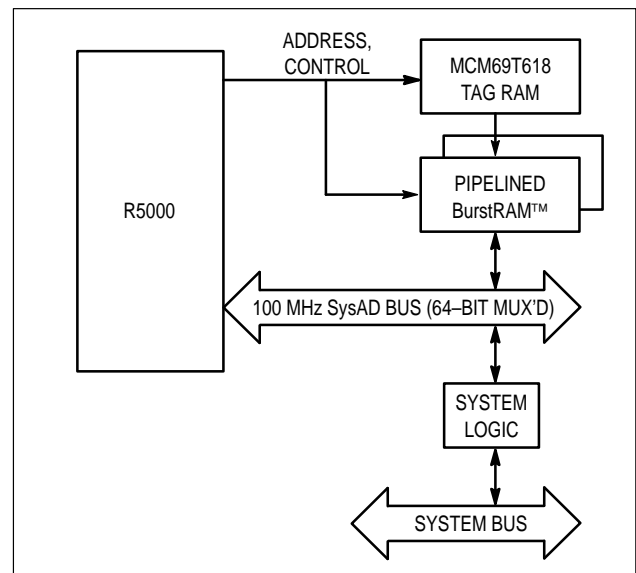 ADDRESS,
CONTROL
MCM69T618
TAG RAM
R5000
PIPELINED
BurstRAM™
100 MHz SysAD BUS (64–BIT MUX’D)
SYSTEM
LOGIC
SYSTEM BUS